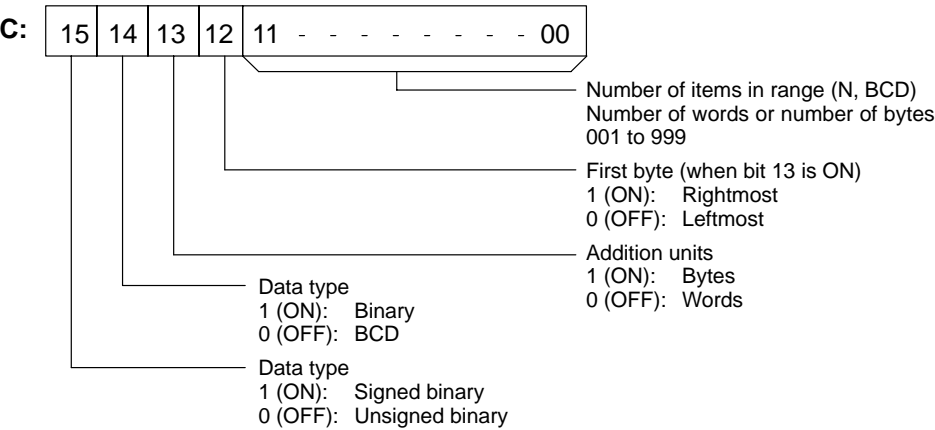 C: 15 14 13 12 11 - - - - - - - - 00
Number of items in range (N, BCD)
Number of words or number of bytes
001 to 999
First byte (when bit 13 is ON)
1 (ON): Rightmost
0 (OFF): Leftmost
Addition units
1 (ON): Bytes
0 (OFF): Words
Data type
1 (ON): Binary
0 (OFF): BCD
Data type
1 (ON): Signed binary
0 (OFF): Unsigned binary